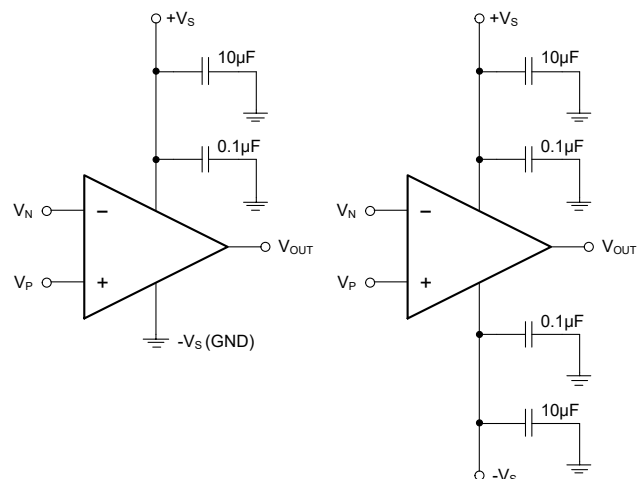 +VS
10µF
0.1µF
VN
−
VP
+
VOUT
-VS (GND)
+VS
10µF
0.1µF
VN
−
VP
+
VOUT
0.1µF
10µF
-VS